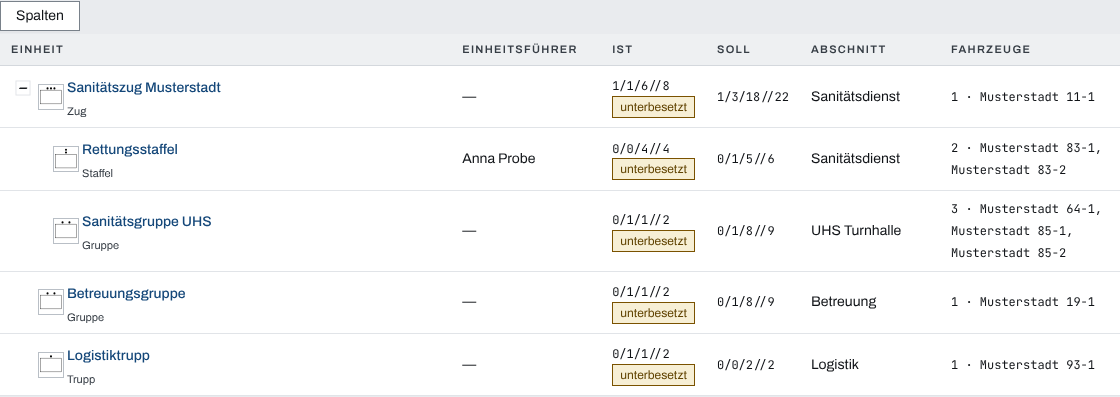 Spalten
EINHEIT EINHEITSFÜHRER IST SOLL ABSCHNITT FAHRZEUGE
Sanitätszug Musterstadt
Zug
—
1/1/6//8
unterbesetzt
1/3/18//22
Sanitätsdienst
1 · Musterstadt 11-1
Rettungsstaffel
Staffel
Anna Probe
0/0/4//4
unterbesetzt
0/1/5//6
Sanitätsdienst
2 · Musterstadt 83-1,
Musterstadt 83-2
Sanitätsgruppe UHS
Gruppe
—
0/1/1//2
unterbesetzt
0/1/8//9
UHS Turnhalle
3 · Musterstadt 64-1,
Musterstadt 85-1,
Musterstadt 85-2
Betreuungsgruppe
Gruppe
—
0/1/1//2
unterbesetzt
0/1/8//9
Betreuung
1 · Musterstadt 19-1
Logistiktrupp
Trupp
—
0/1/1//2
unterbesetzt
0/0/2//2
Logistik
1 · Musterstadt 93-1